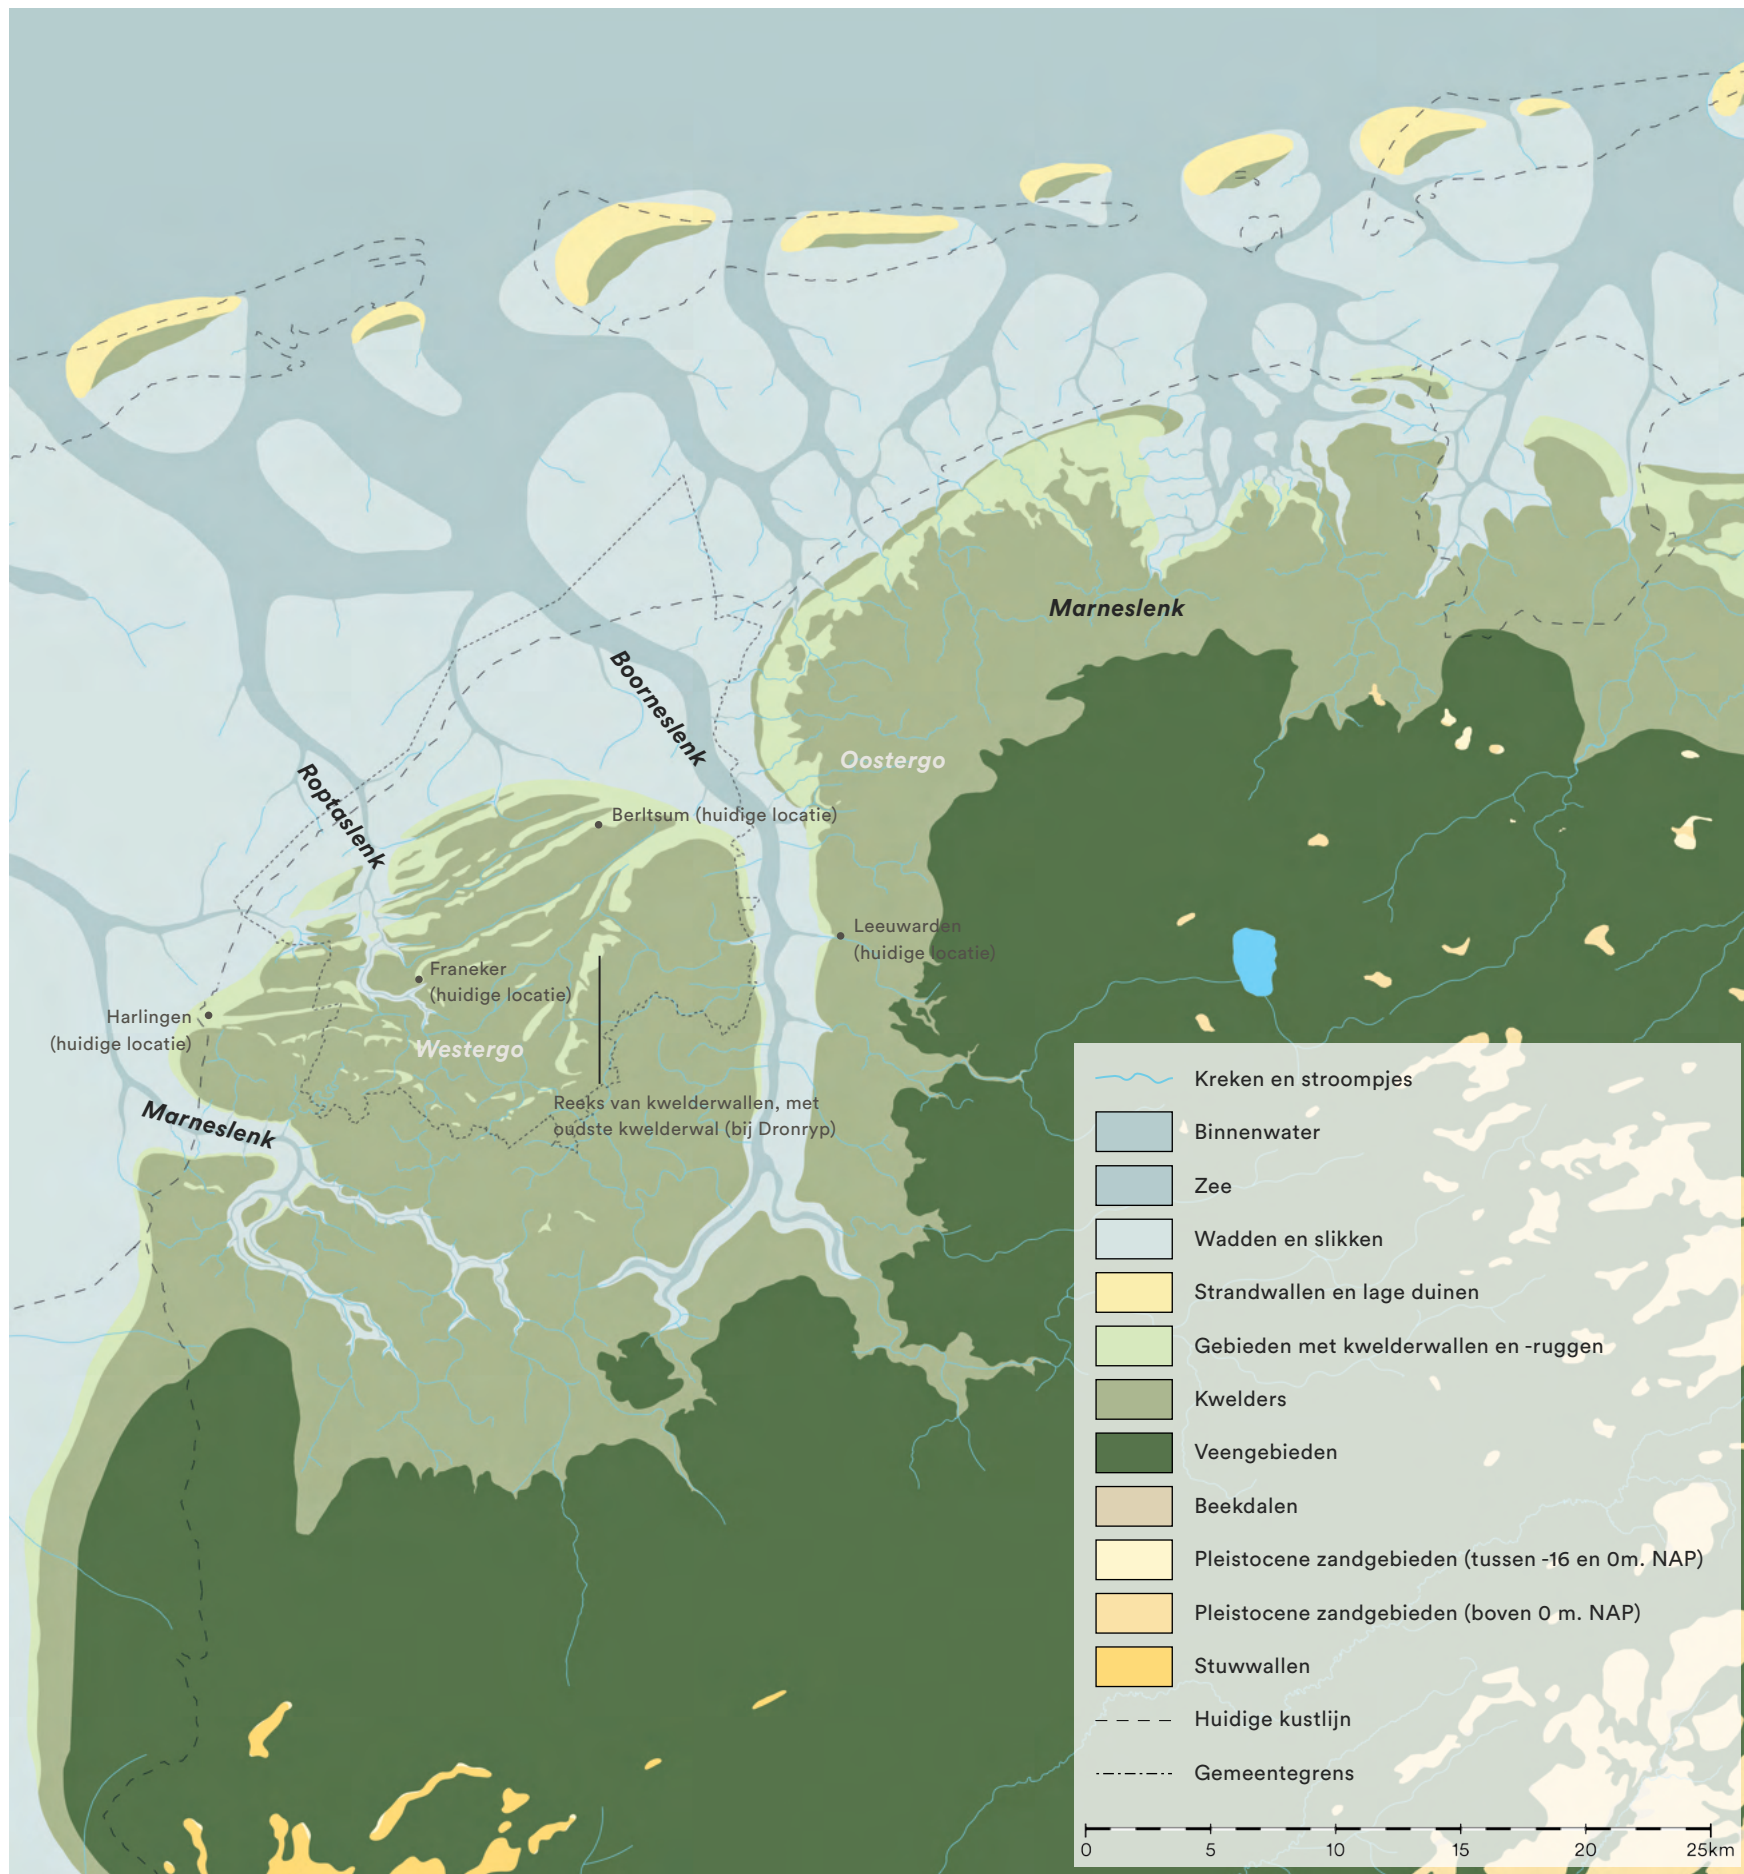 Marneslenk
Boorneslenk
Oostergo
Roptaslenk
Berltsum (huidige locatie)
Leeuwarden
(huidige locatie)
Franeker
(huidige locatie)
Harlingen
(huidige locatie)
Westergo
Reeks van kwelderwallen, met
oudste kwelderwal (bij Dronryp)
Marneslenk
Kreken en stroompjes
Binnenwater
Zee
Wadden en slikken
Strandwallen en lage duinen
Gebieden met kwelderwallen en -ruggen
Kwelders
Veengebieden
Beekdalen
Pleistocene zandgebieden (tussen -16 en 0m. NAP)
Pleistocene zandgebieden (boven 0 m. NAP)
Stuwwallen
Huidige kustlijn
Gemeentegrens
0 5 10 15 20 25km